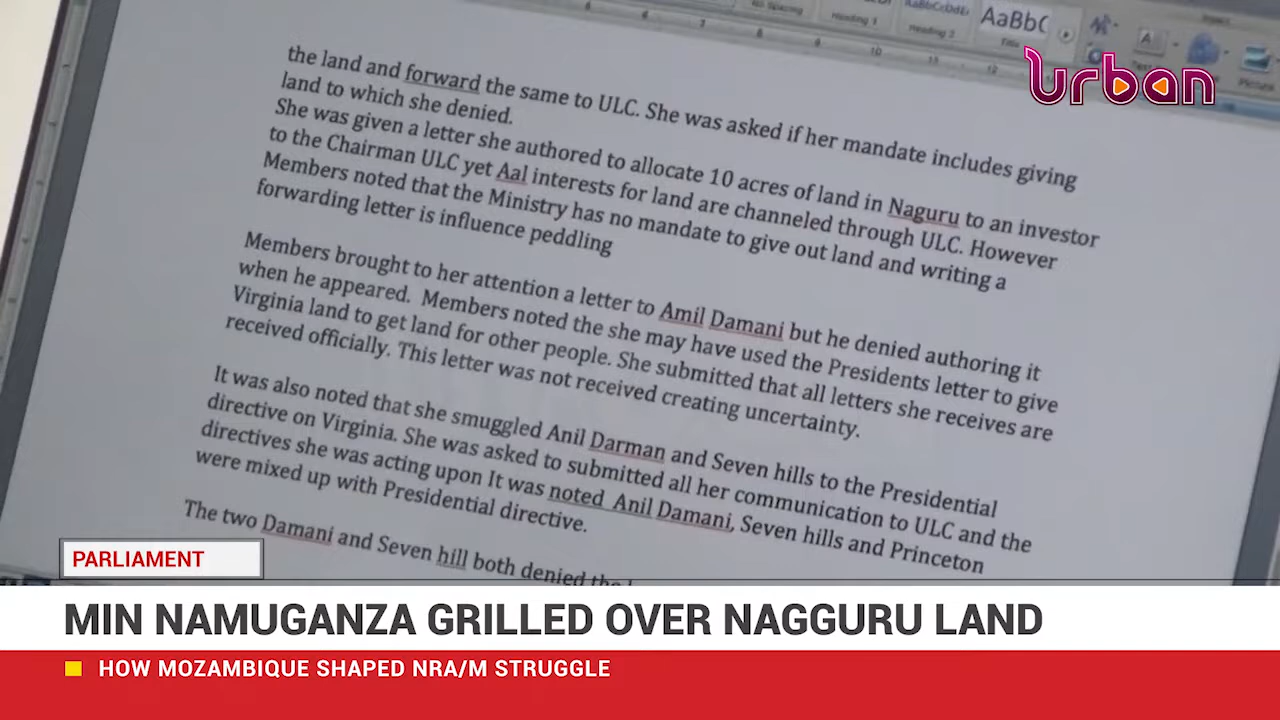 AaBbCcDdEe
AaBbC
Heading 1
Heading 2
Title
Urban
the land and forward the same to ULC. She was asked if her mandate includes giving
land to which she denied.
She was given a letter she authored to allocate 10 acres of land in Naguru to an investor
to the Chairman ULC yet Aal interests for land are channeled through ULC. However
Members noted that the Ministry has no mandate to give out land and writing a
forwarding letter is influence peddling
Members brought to her attention a letter to Amil Damani but he denied authoring it
when he appeared. Members noted the she may have used the Presidents letter to give
Virginia land to get land for other people. She submitted that all letters she receives are
received officially. This letter was not received creating uncertainty.
It was also noted that she smuggled Anil Darman and Seven hills to the Presidential
directive on Virginia. She was asked to submitted all her communication to ULC and the
directives she was acting upon It was noted Anil Damani, Seven hills and Princeton
were mixed up with Presidential directive.
The two Damani and Seven hill both denied the
PARLIAMENT
MIN NAMUGANZA GRILLED OVER NAGGURU LAND
HOW MOZAMBIQUE SHAPED NRA/M STRUGGLE